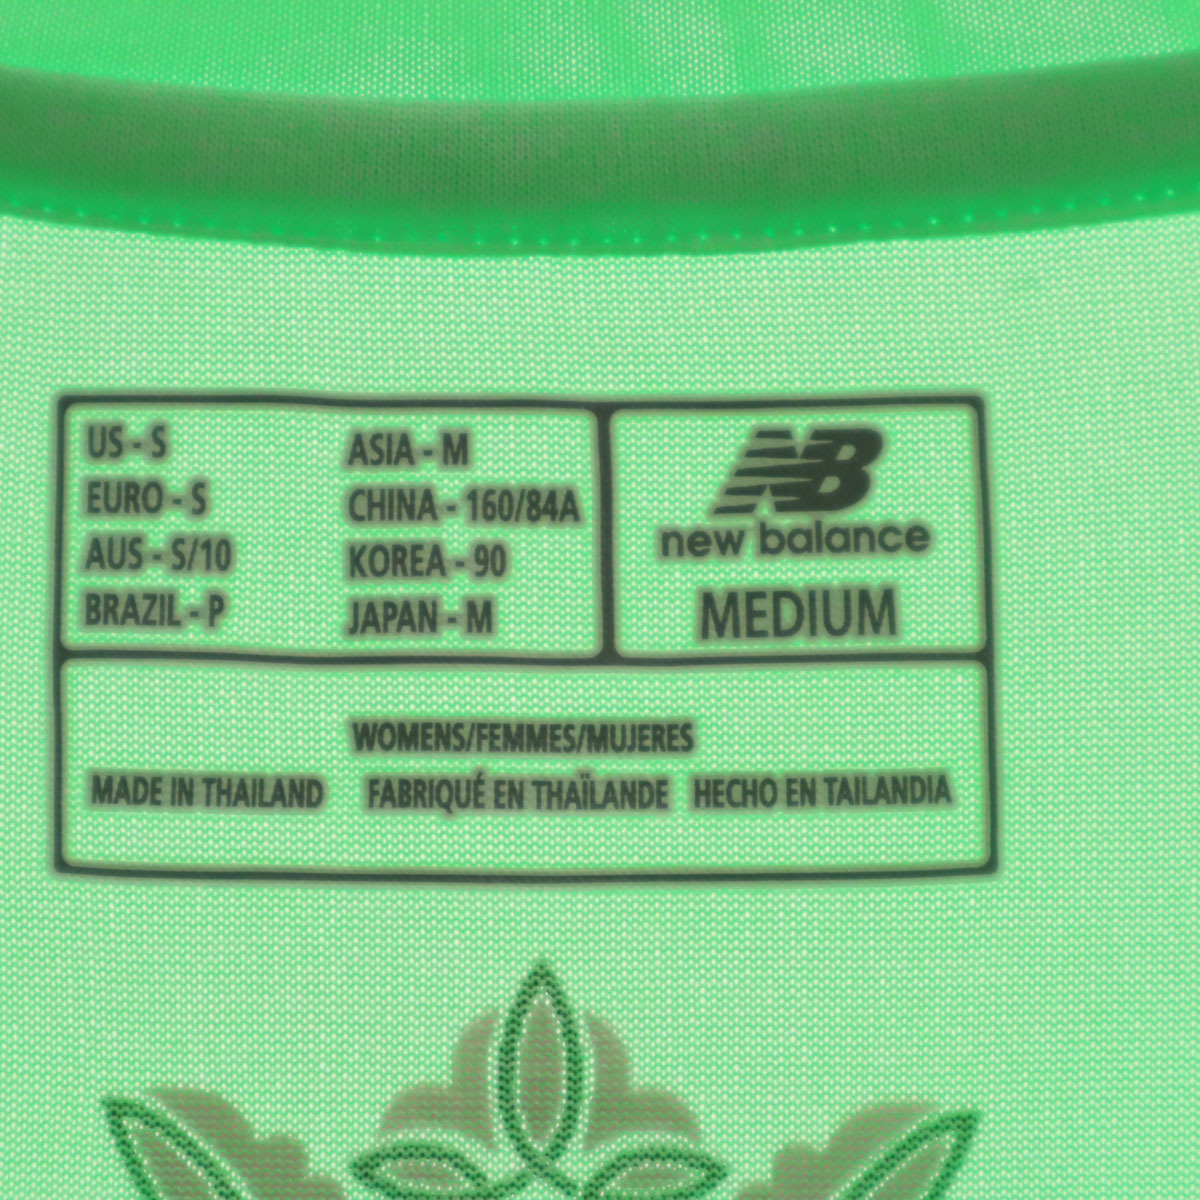 US - S
EURO - S
AUS - S/10
BRAZIL - P
ASIA - M
CHINA - 160/84A
KOREA - 90
JAPAN - M
NB
new balance
MEDIUM
WOMENS/FEMMES/MUJERES
MADE IN THAILAND FABRIQUÉ EN THAÏLANDE HECHO EN TAILANDIA